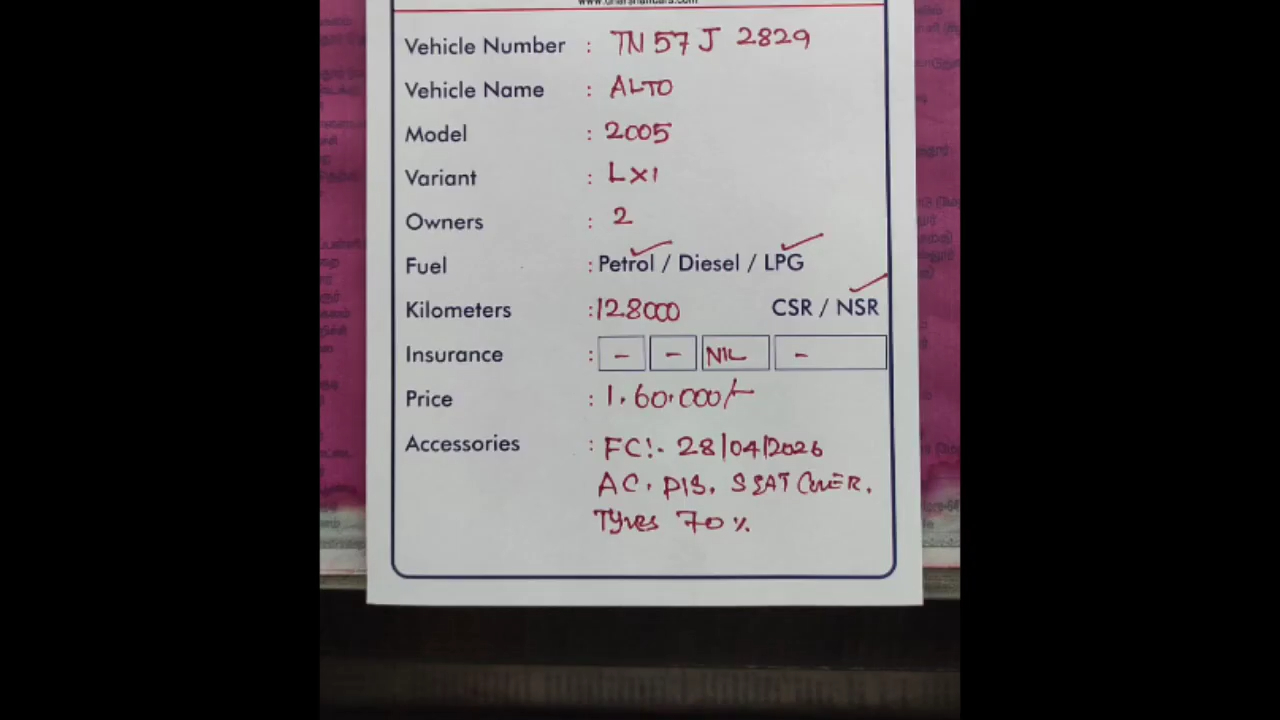 Vehicle Number : TN 57 J 2829
Vehicle Name : ALTO
Model : 2005
Variant : LXI
Owners : 2
Fuel : Petrol / Diesel / LPG
Kilometers : 128000 CSR / NSR
Insurance : - - NIL -
Price : 1.60.000/-
Accessories : FC:- 28/04/2026
AC. P/S. SEAT COVER.
Tyres 70%